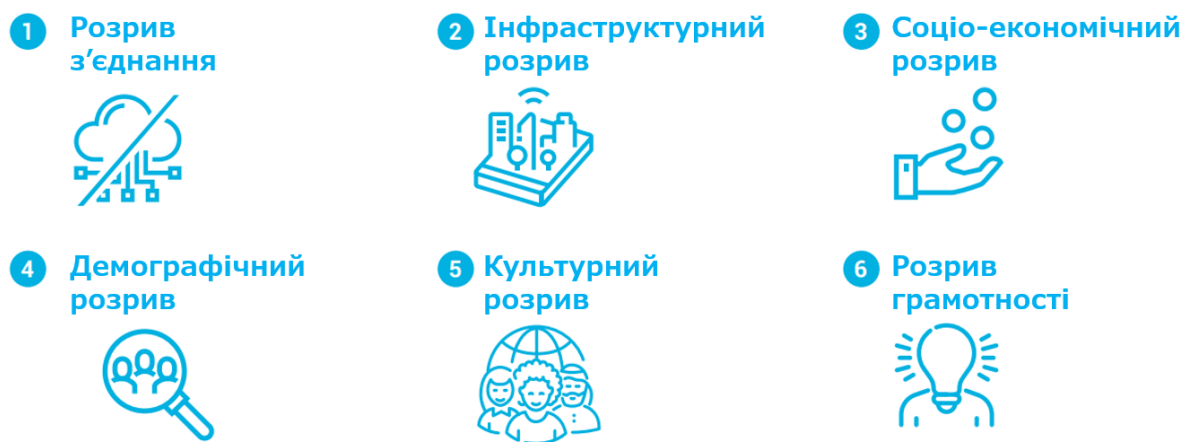 1 Розрив
з’єднання
2 Інфраструктурний
розрив
3 Соціо-економічний
розрив
4 Демографічний
розрив
5 Культурний
розрив
6 Розрив
грамотності